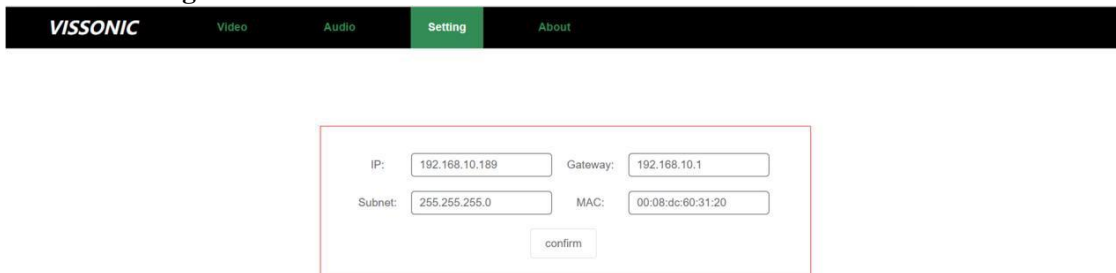 VISSONIC Video Audio Setting About
IP: 192.168.10.189 Gateway: 192.168.10.1
Subnet: 255.255.255.0 MAC: 00:08:dc:60:31:20
confirm